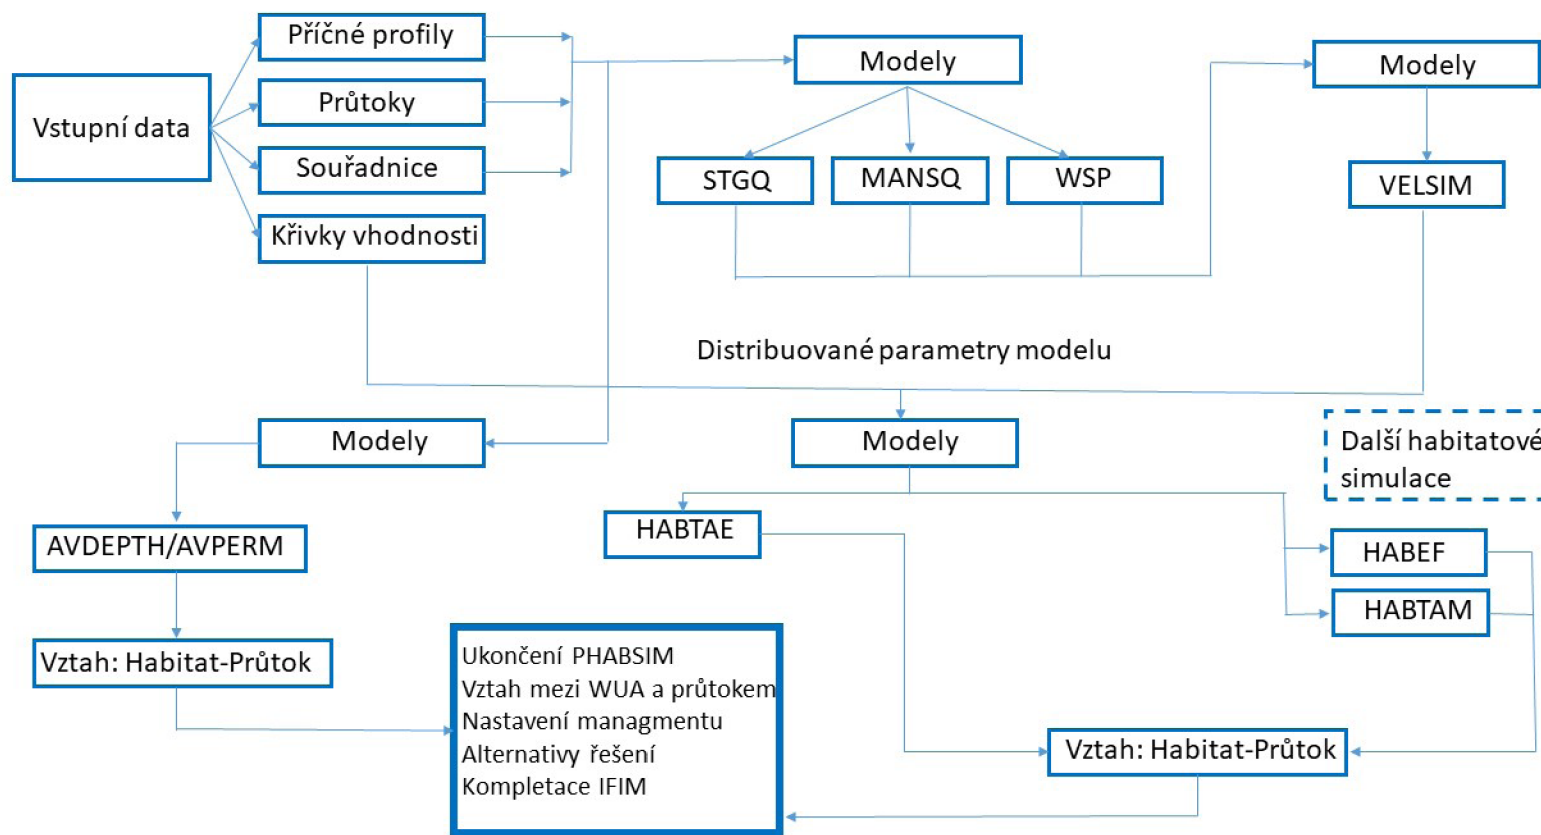 Vstupní data
Příčné profily
Průtoky
Souřadnice
Křivky vhodnosti
Modely
STGQ
MANSQ
WSP
Modely
VELSIM
Distribuované parametry modelu
Modely
Modely
Další habitatové
simulace
AVDEPTH/AVPERM
HABTAE
HABEF
HABTAM
Vztah: Habitat-Průtok
Ukončení PHABSIM
Vztah mezi WUA a průtokem
Nastavení managmentu
Alternativy řešení
Kompletace IFIM
Vztah: Habitat-Průtok